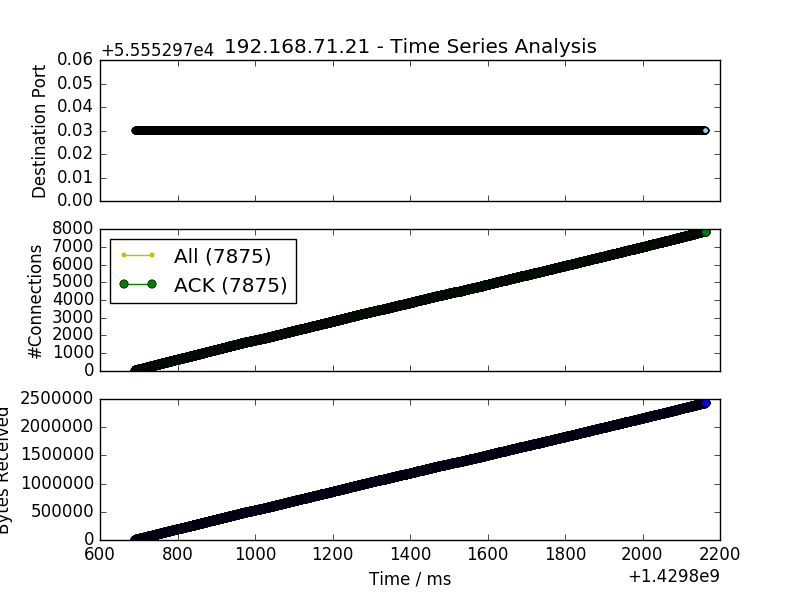 +5.555297e4 192.168.71.21 - Time Series Analysis
0.06
0.05
0.04
0.03
0.02
0.01
0.00
Destination Port
8000
7000
6000
5000
4000
3000
2000
1000
0
#Connections
All (7875)
ACK (7875)
2500000
2000000
1500000
1000000
500000
0
Bytes Received
600 800 1000 1200 1400 1600 1800 2000 2200
Time / ms
+1.4298e9